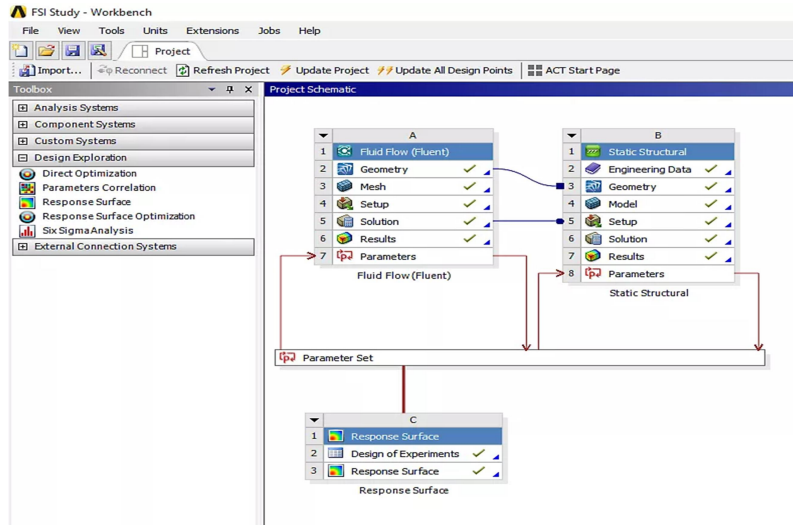 FSI Study - Workbench
File View Tools Units Extensions Jobs Help
Project
Import... Reconnect Refresh Project Update Project Update All Design Points ACT Start Page
Toolbox
Analysis Systems
Component Systems
Custom Systems
Design Exploration
Direct Optimization
Parameters Correlation
Response Surface
Response Surface Optimization
Six Sigma Analysis
External Connection Systems
Project Schematic
A
1 Fluid Flow (Fluent)
2 Geometry
3 Mesh
4 Setup
5 Solution
6 Results
7 Parameters
Fluid Flow (Fluent)
B
1 Static Structural
2 Engineering Data
3 Geometry
4 Model
5 Setup
6 Solution
7 Results
8 Parameters
Static Structural
Parameter Set
C
1 Response Surface
2 Design of Experiments
3 Response Surface
Response Surface